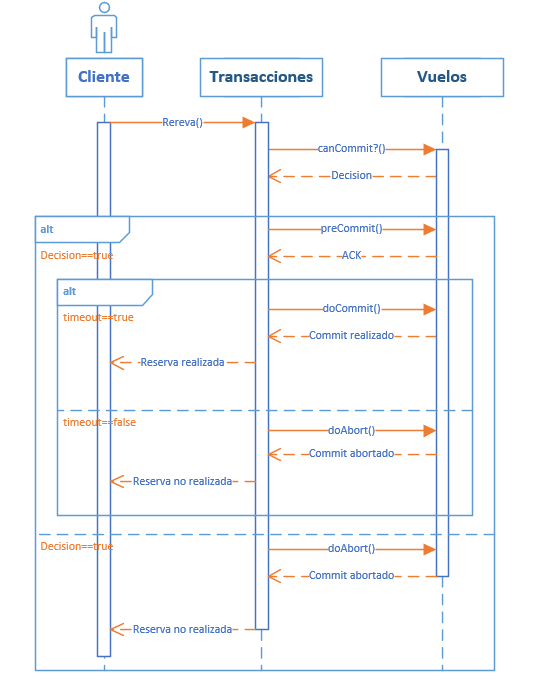 Cliente
Transacciones
Vuelos
Rereva()
canCommit?()
Decision
alt
preCommit()
Decision==true
ACK
alt
doCommit()
timeout==true
Commit realizado
Reserva realizada
timeout==false
doAbort()
Commit abortado
Reserva no realizada
Decision==true
doAbort()
Commit abortado
Reserva no realizada